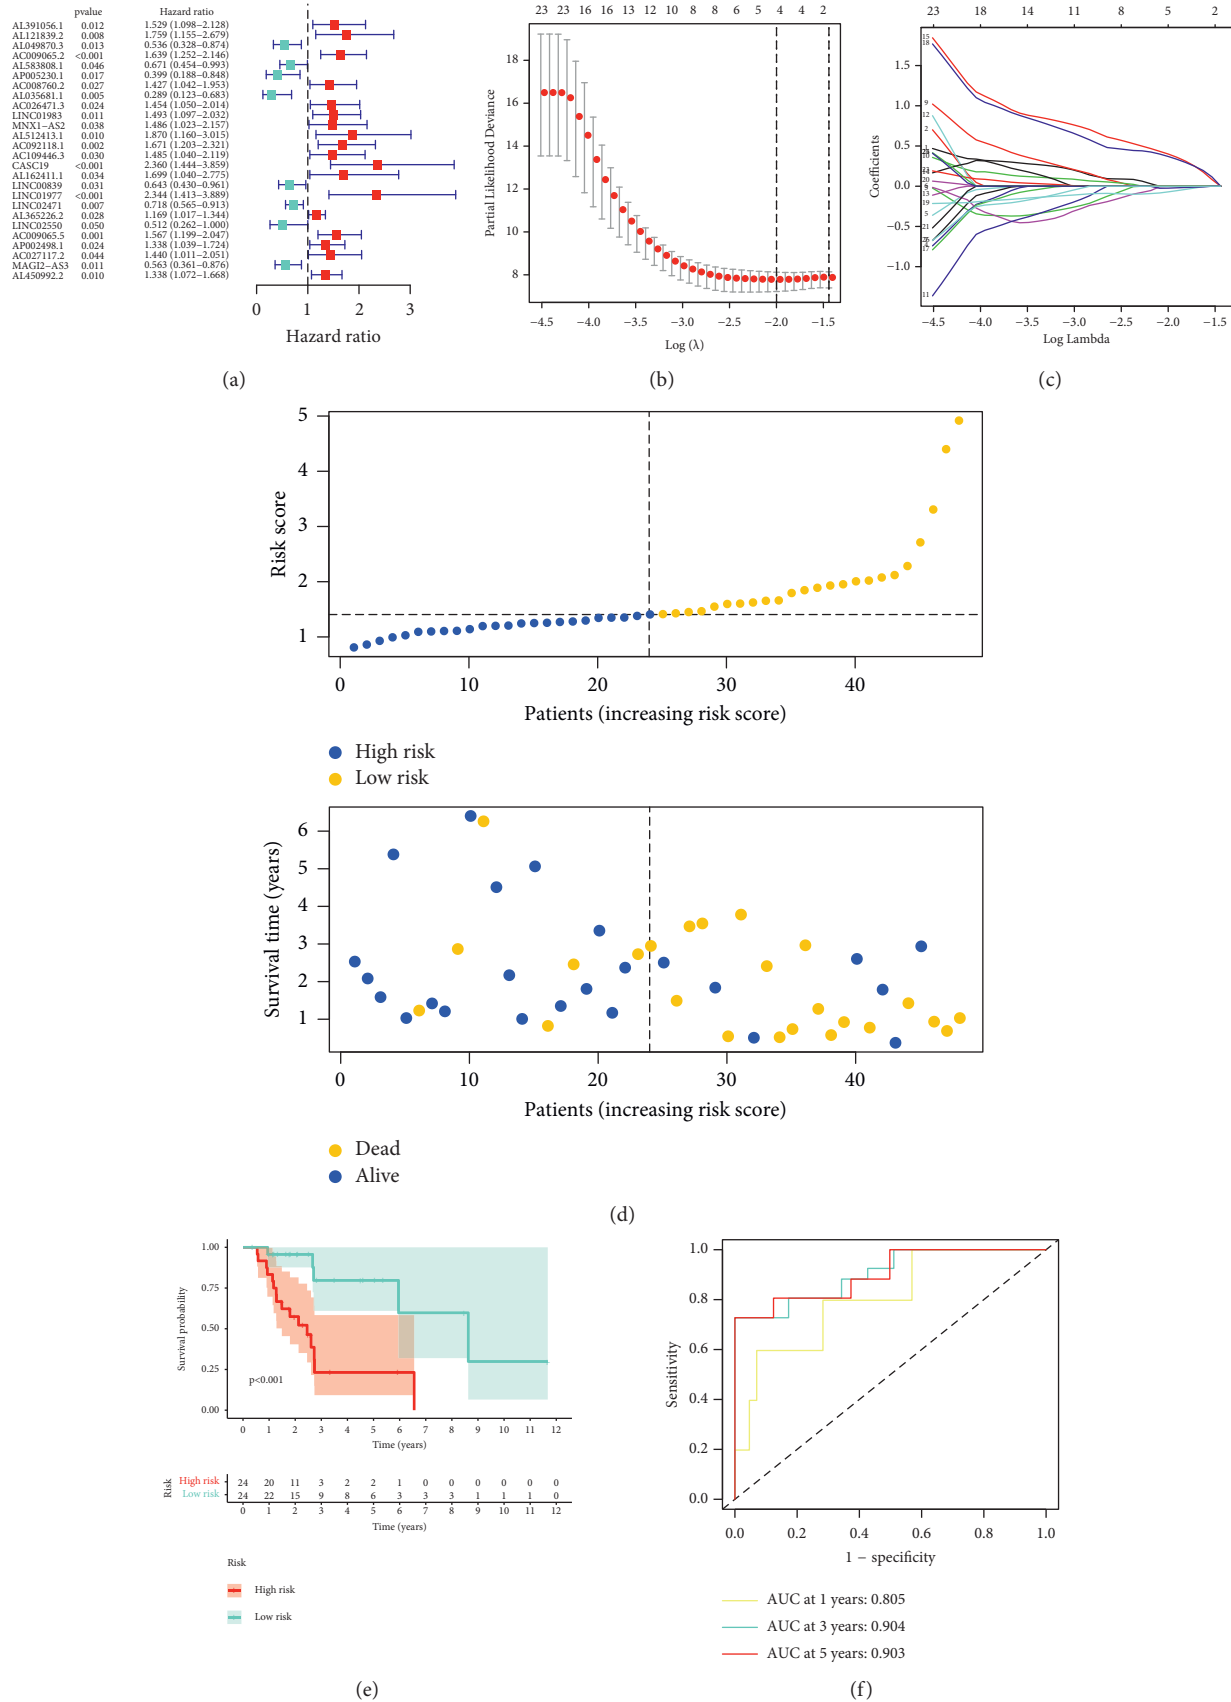 pvalue Hazard ratio
AL391056.1 0.012 1.529 (1.098−2.128)
AL121839.2 0.008 1.759 (1.155−2.679)
AL049870.3 0.013 0.536 (0.328−0.874)
AC009065.2 <0.001 1.639 (1.252−2.146)
AL583808.1 0.046 0.671 (0.454−0.993)
AP005230.1 0.017 0.399 (0.188−0.848)
AC008760.2 0.027 1.427 (1.042−1.953)
AL035681.1 0.005 0.289 (0.123−0.683)
AC026471.3 0.024 1.454 (1.050−2.014)
LINC01983 0.011 1.493 (1.097−2.032)
MNX1−AS2 0.038 1.486 (1.023−2.157)
AL512413.1 0.010 1.870 (1.160−3.015)
AC092118.1 0.002 1.671 (1.203−2.321)
AC109446.3 0.030 1.485 (1.040−2.119)
CASC19 <0.001 2.360 (1.444−3.859)
AL162411.1 0.034 1.699 (1.040−2.775)
LINC00839 0.031 0.643 (0.430−0.961)
LINC01977 <0.001 2.344 (1.413−3.889)
LINC02471 0.007 0.718 (0.565−0.913)
AL365226.2 0.028 1.169 (1.017−1.344)
LINC02550 0.050 0.512 (0.262−1.000)
AC009065.5 0.001 1.567 (1.199−2.047)
AP002498.1 0.024 1.338 (1.039−1.724)
AC027117.2 0.044 1.440 (1.011−2.051)
MAGI2−AS3 0.011 0.563 (0.361−0.876)
AL450992.2 0.010 1.338 (1.072−1.668)
0 1 2 3
Hazard ratio
(a)
23 23 23 16 16 13 12 10 9 8 8 6 5 4 4 2
Partial Likelihood Deviance
18
16
14
12
10
8
−4.5 −4.0 −3.5 −3.0 −2.5 −2.0 −1.5
Log (λ)
(b)
23 18 14 11 8 4 2
Coefficients
1.5
1.0
0.5
0.0
−0.5
−1.0
15
18
9
12
2
20
13
19
5
21
17
11
−4.5 −4.0 −3.5 −3.0 −2.5 −2.0 −1.5
Log Lambda
(c)
Risk score
5
4
3
2
1
0 10 20 30 40
Patients (increasing risk score)
High risk
Low risk
Survival time (years)
6
5
4
3
2
1
0 10 20 30 40
Patients (increasing risk score)
Dead
Alive
(d)
Survival probability
1.00
0.75
0.50
0.25
0.00
p<0.001
0 1 2 3 4 5 6 7 8 9 10 11 12
Time (years)
Risk
High risk 24 20 11 3 2 2 1 0 0 0 0 0 0
Low risk 24 22 15 9 8 6 3 3 3 1 1 1 0
0 1 2 3 4 5 6 7 8 9 10 11 12
Time (years)
Risk
High risk
Low risk
(e)
Sensitivity
1.0
0.8
0.6
0.4
0.2
0.0
0.0 0.2 0.4 0.6 0.8 1.0
1 − specificity
AUC at 1 years: 0.805
AUC at 3 years: 0.904
AUC at 5 years: 0.903
(f)